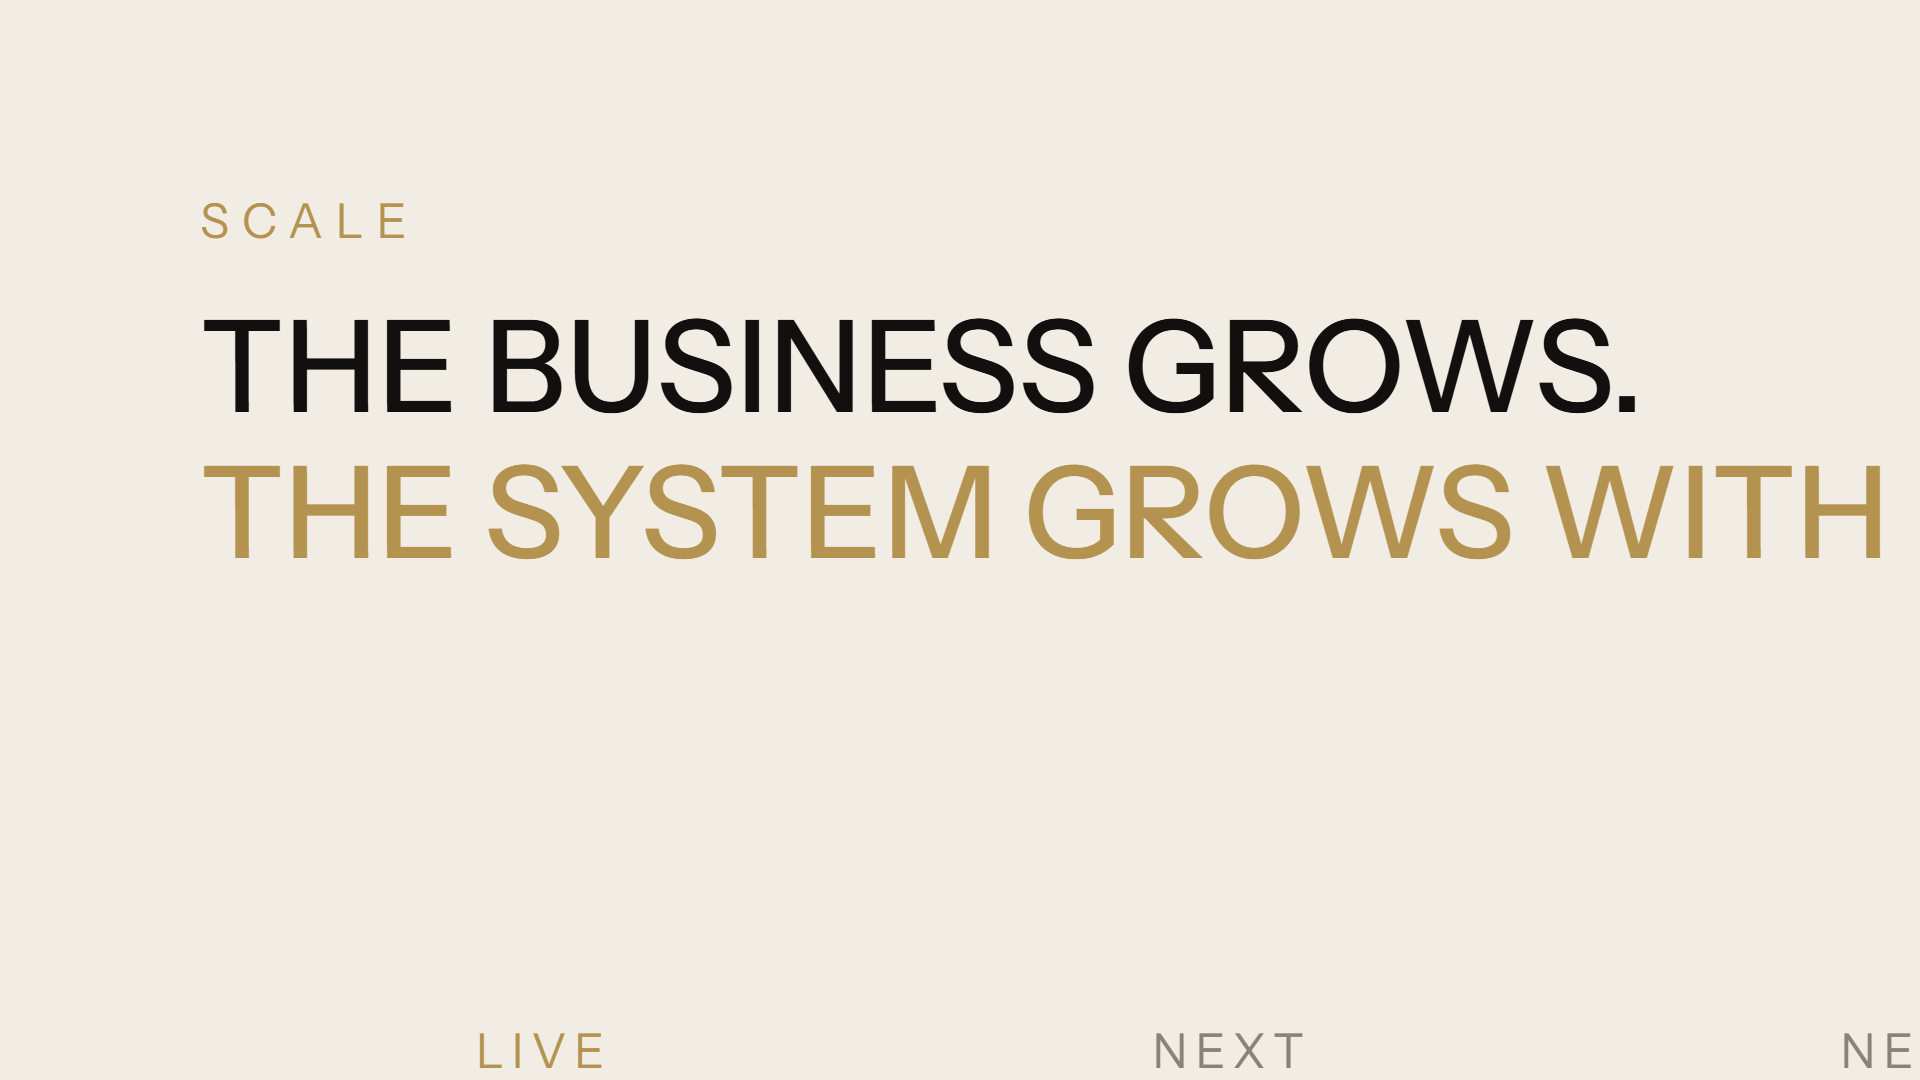 SCALE
THE BUSINESS GROWS.
THE SYSTEM GROWS WITH
LIVE NEXT NE